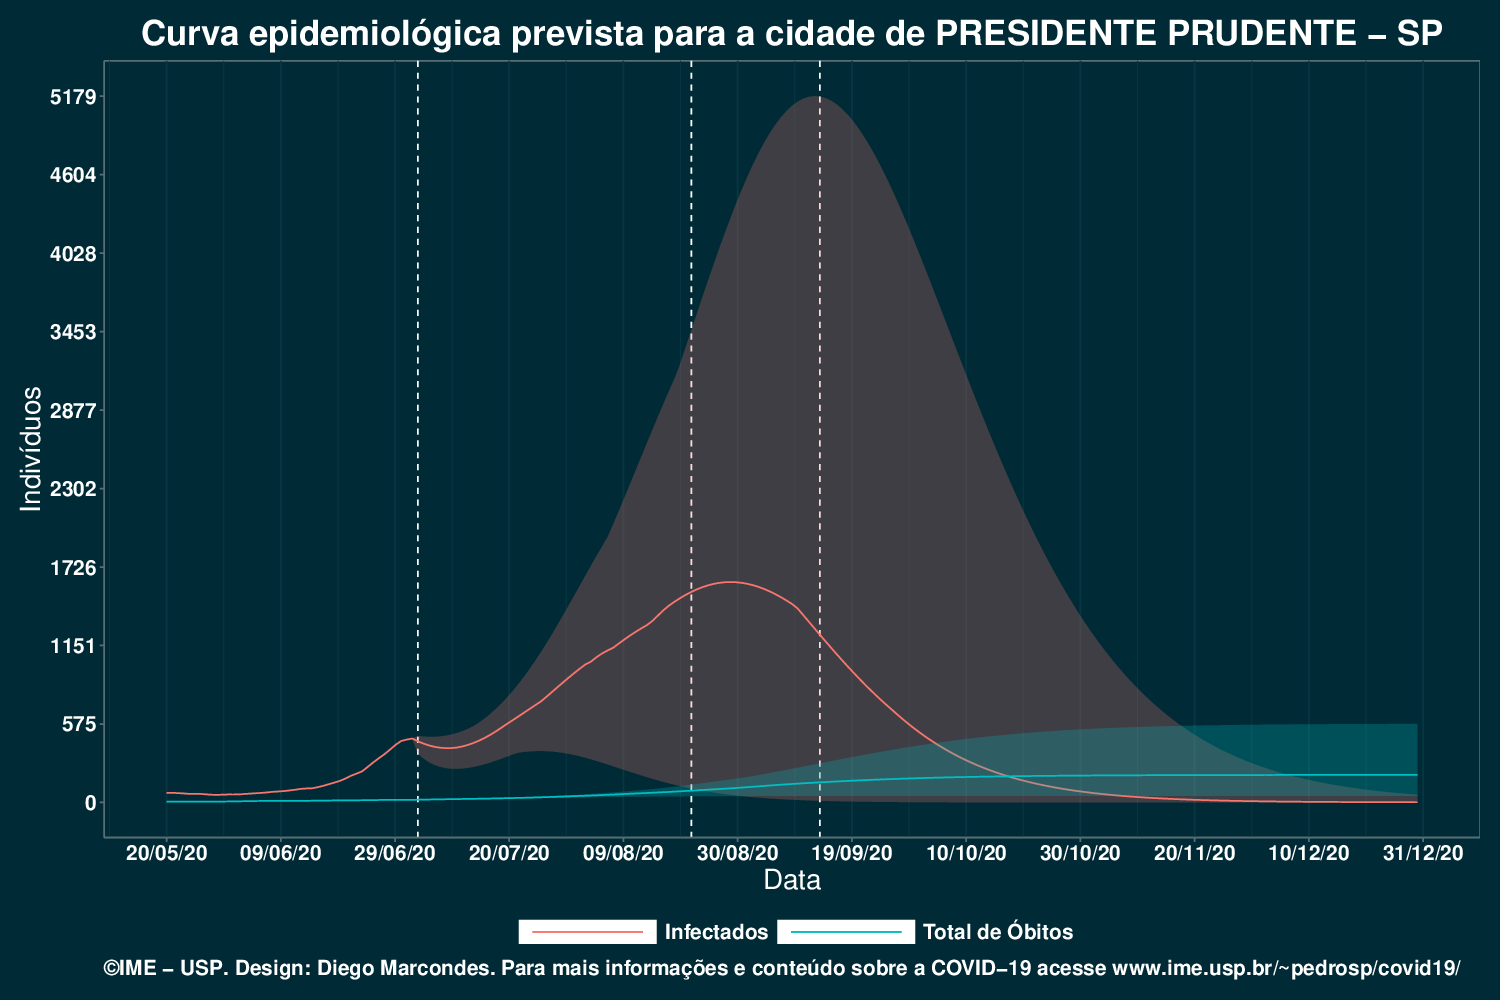 Curva epidemiológica prevista para a cidade de PRESIDENTE PRUDENTE – SP
Indivíduos
5179
4604
4028
3453
2877
2302
1726
1151
575
0
20/05/20 09/06/20 29/06/20 20/07/20 09/08/20 30/08/20 19/09/20 10/10/20 30/10/20 20/11/20 10/12/20 31/12/20
Data
Infectados Total de Óbitos
©IME – USP. Design: Diego Marcondes. Para mais informações e conteúdo sobre a COVID–19 acesse www.ime.usp.br/~pedrosp/covid19/